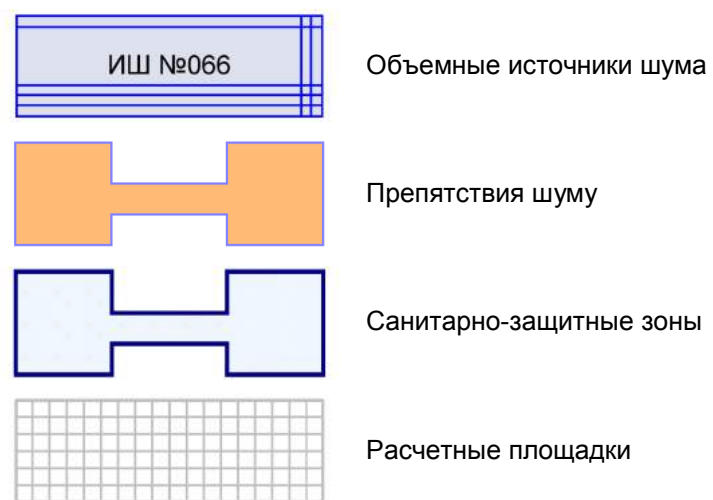 ИШ №066
Объемные источники шума
Препятствия шуму
Санитарно-защитные зоны
Расчетные площадки